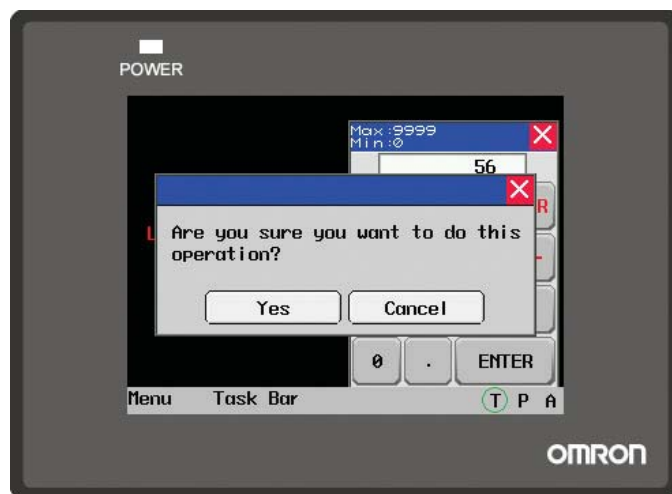 POWER
Max:9999
Min:0
56
R
L
Are you sure you want to do this
operation?
-
Yes
Cancel
0
.
ENTER
Menu
Task Bar
T
P
A
OMRON